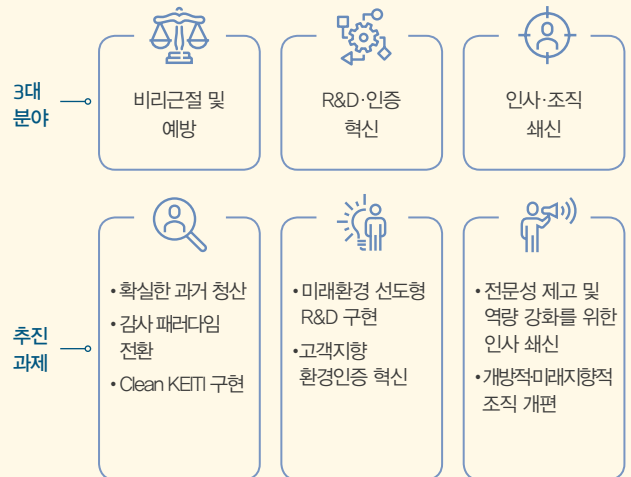 3대
분야
비리근절 및
예방
R&D·인증
혁신
인사·조직
쇄신
추진
과제
• 확실한 과거 청산
• 감사 패러다임
전환
• Clean KEITI 구현
• 미래환경 선도형
R&D 구현
• 고객지향
환경인증 혁신
• 전문성 제고 및
역량 강화를 위한
인사 쇄신
• 개방적·미래지향적
조직 개편